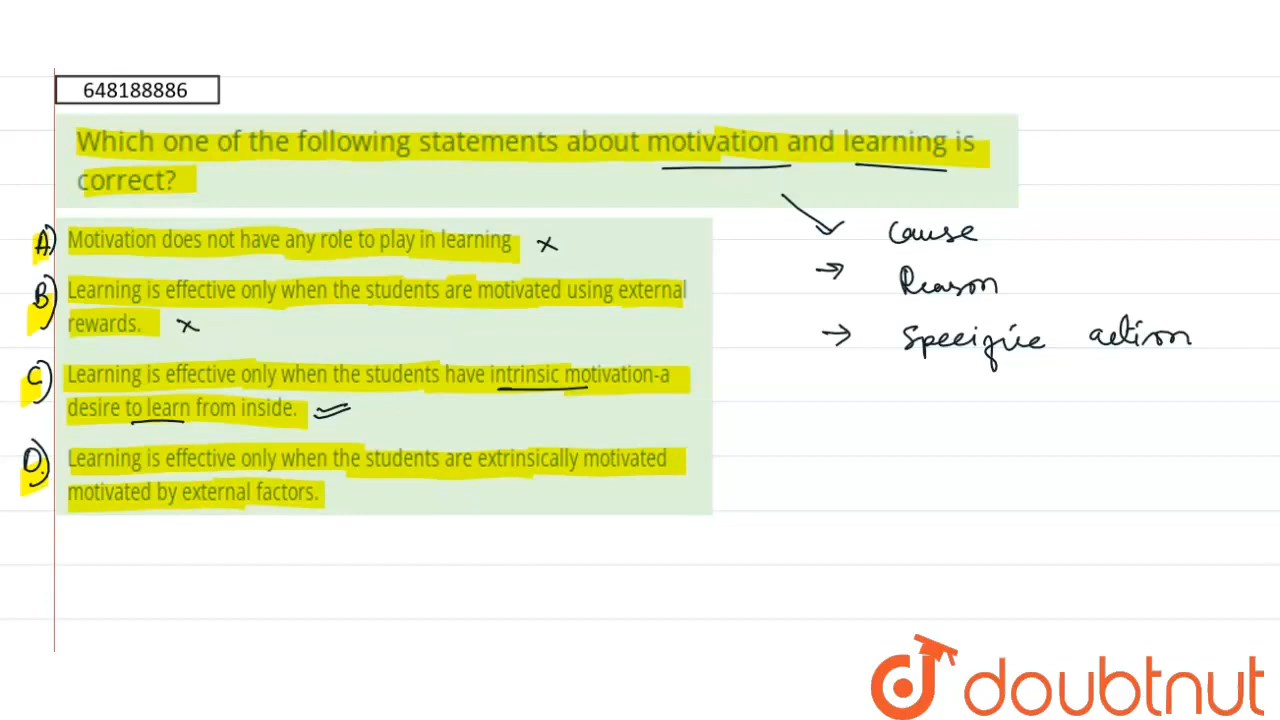 648188886
Which one of the following statements about motivation and learning is
correct?
A) Motivation does not have any role to play in learning x
B) Learning is effective only when the students are motivated using external
rewards. x
C) Learning is effective only when the students have intrinsic motivation-a
desire to learn from inside.
D) Learning is effective only when the students are extrinsically motivated
motivated by external factors.
Cause
→ Reason
→ Specific action
doubtnut